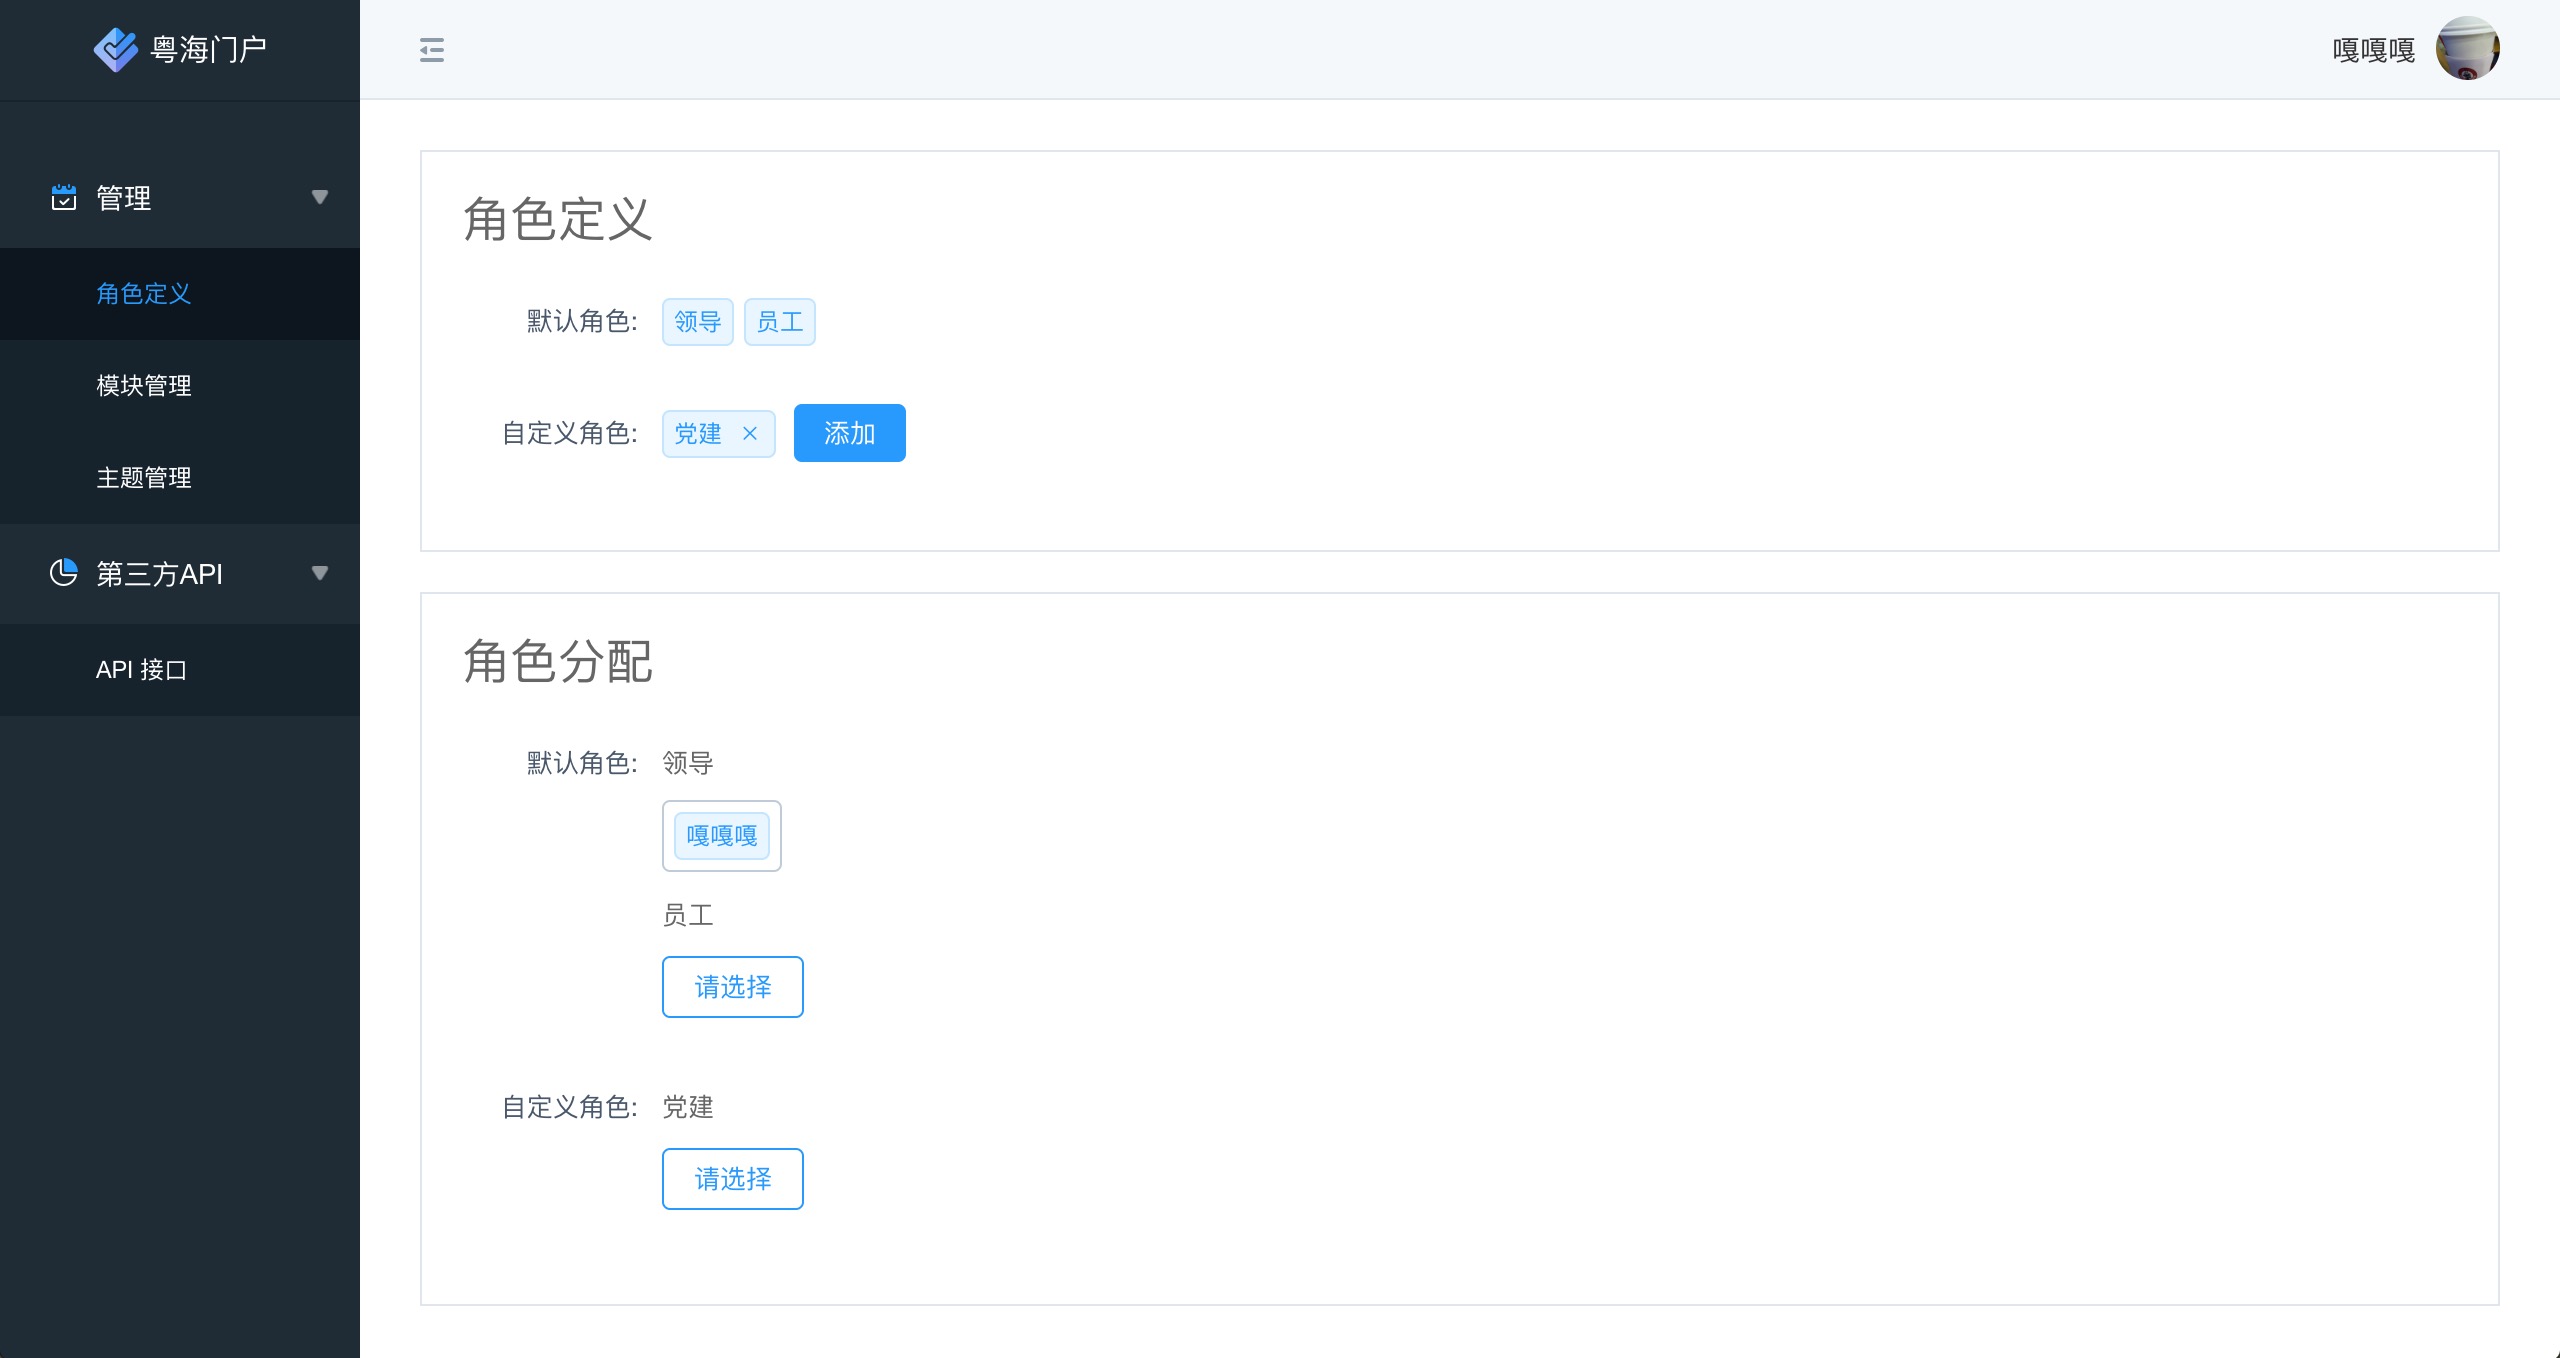 粤海门户
嘎嘎嘎
管理
角色定义
模块管理
主题管理
第三方API
API 接口
角色定义
默认角色: 领导 员工
自定义角色: 党建 × 添加
角色分配
默认角色: 领导
嘎嘎嘎
员工
请选择
自定义角色: 党建
请选择